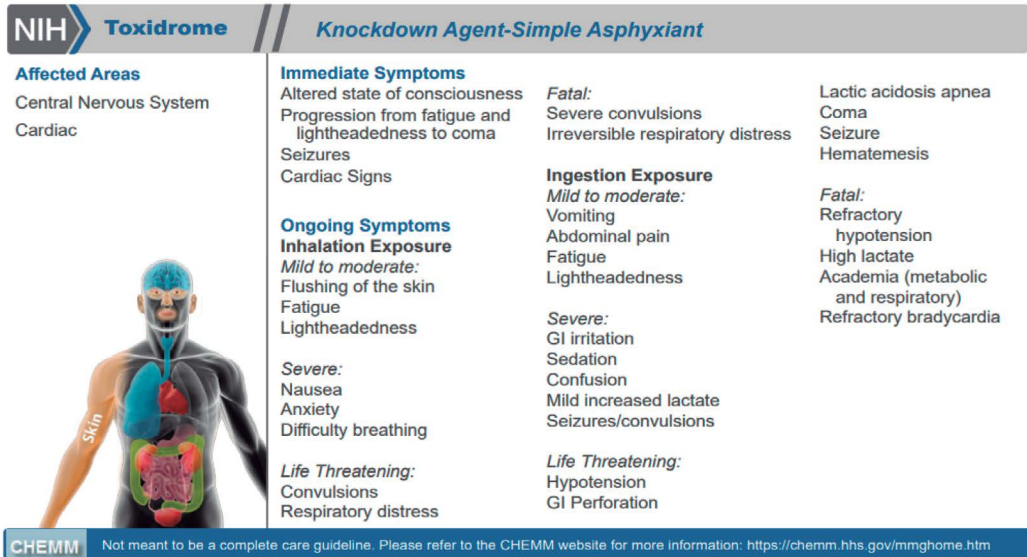 NIH Toxidrome Knockdown Agent-Simple Asphyxiant
Affected Areas
Central Nervous System
Cardiac
Skin
Immediate Symptoms
Altered state of consciousness
Progression from fatigue and
lightheadedness to coma
Seizures
Cardiac Signs
Ongoing Symptoms
Inhalation Exposure
Mild to moderate:
Flushing of the skin
Fatigue
Lightheadedness
Severe:
Nausea
Anxiety
Difficulty breathing
Life Threatening:
Convulsions
Respiratory distress
Fatal:
Severe convulsions
Irreversible respiratory distress
Ingestion Exposure
Mild to moderate:
Vomiting
Abdominal pain
Fatigue
Lightheadedness
Severe:
GI irritation
Sedation
Confusion
Mild increased lactate
Seizures/convulsions
Life Threatening:
Hypotension
GI Perforation
Lactic acidosis apnea
Coma
Seizure
Hematemesis
Fatal:
Refractory
hypotension
High lactate
Academia (metabolic
and respiratory)
Refractory bradycardia
CHEMM Not meant to be a complete care guideline. Please refer to the CHEMM website for more information: https://chemm.hhs.gov/mmghome.htm